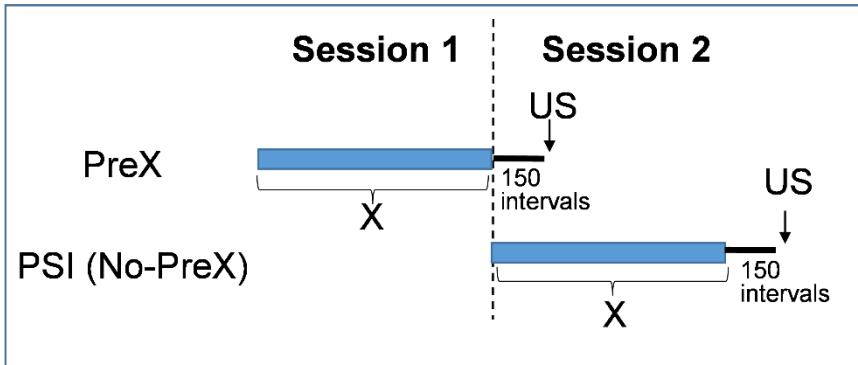 Session 1
Session 2
US
PreX
150
intervals
X
US
PSI (No-PreX)
150
intervals
X